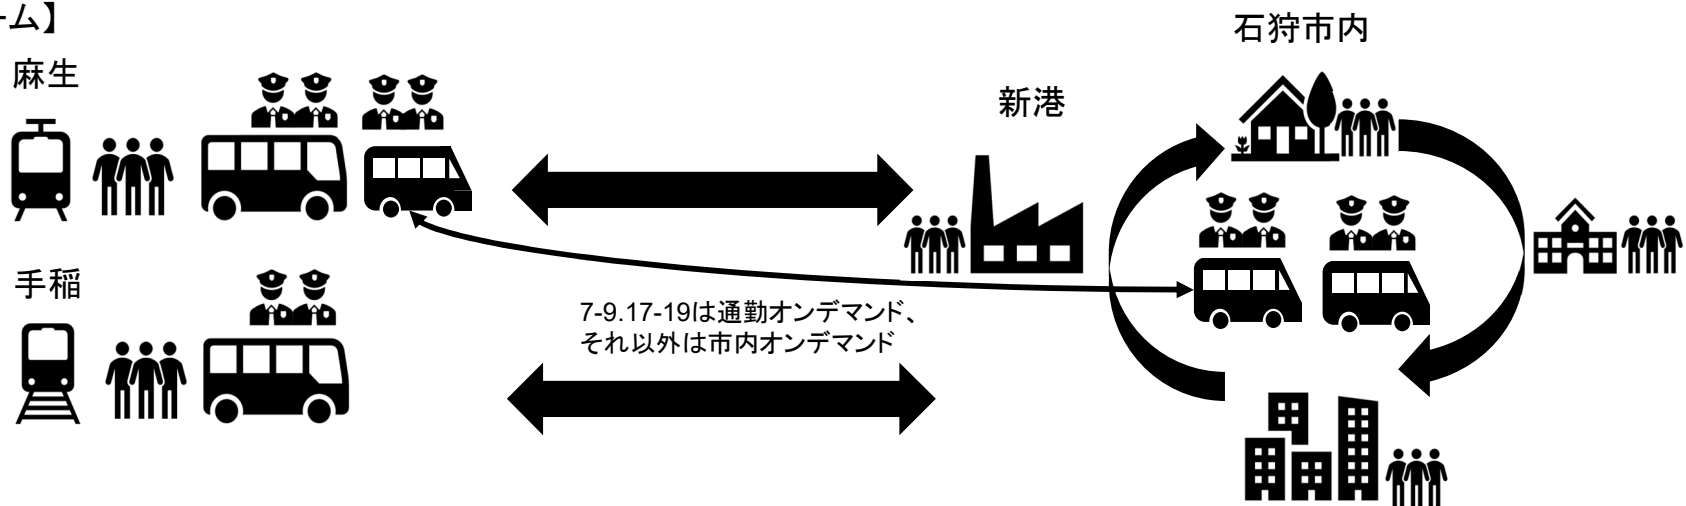 ーム】
石狩市内
麻生
新港
手稲
7-9.17-19は通勤オンデマンド、
それ以外は市内オンデマンド